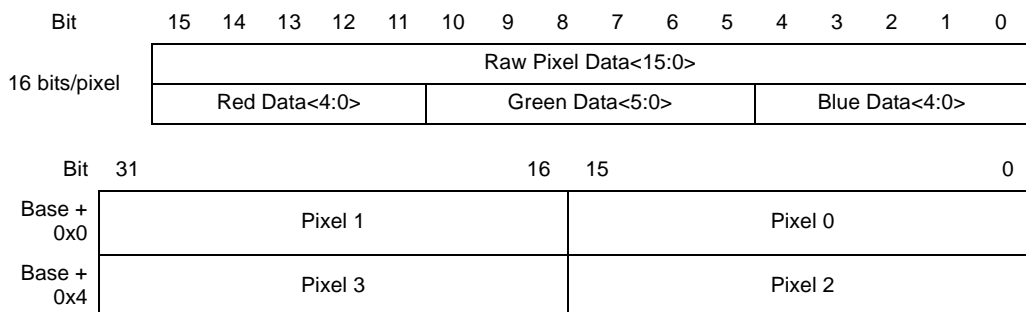 Bit 15 14 13 12 11 10 9 8 7 6 5 4 3 2 1 0
16 bits/pixel
Raw Pixel Data<15:0>
Red Data<4:0> Green Data<5:0> Blue Data<4:0>
Bit 31 16 15 0
Base +
0x0
Pixel 1 Pixel 0
Base +
0x4
Pixel 3 Pixel 2